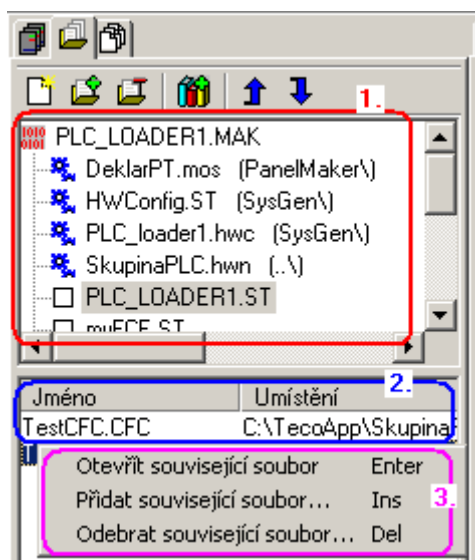 1.
PLC_LOADER1.MAK
DeklarPT.mos (PanelMaker\)
HWConfig.ST (SysGen\)
PLC_loader1.hwc (SysGen\)
SkupinaPLC.hwn (..\)
PLC_LOADER1.ST
2.
Jméno Umístění
TestCFC.CFC C:\TecoApp\Skupina
Otevřít související soubor Enter
Přidat související soubor... Ins 3.
Odebrat související soubor... Del